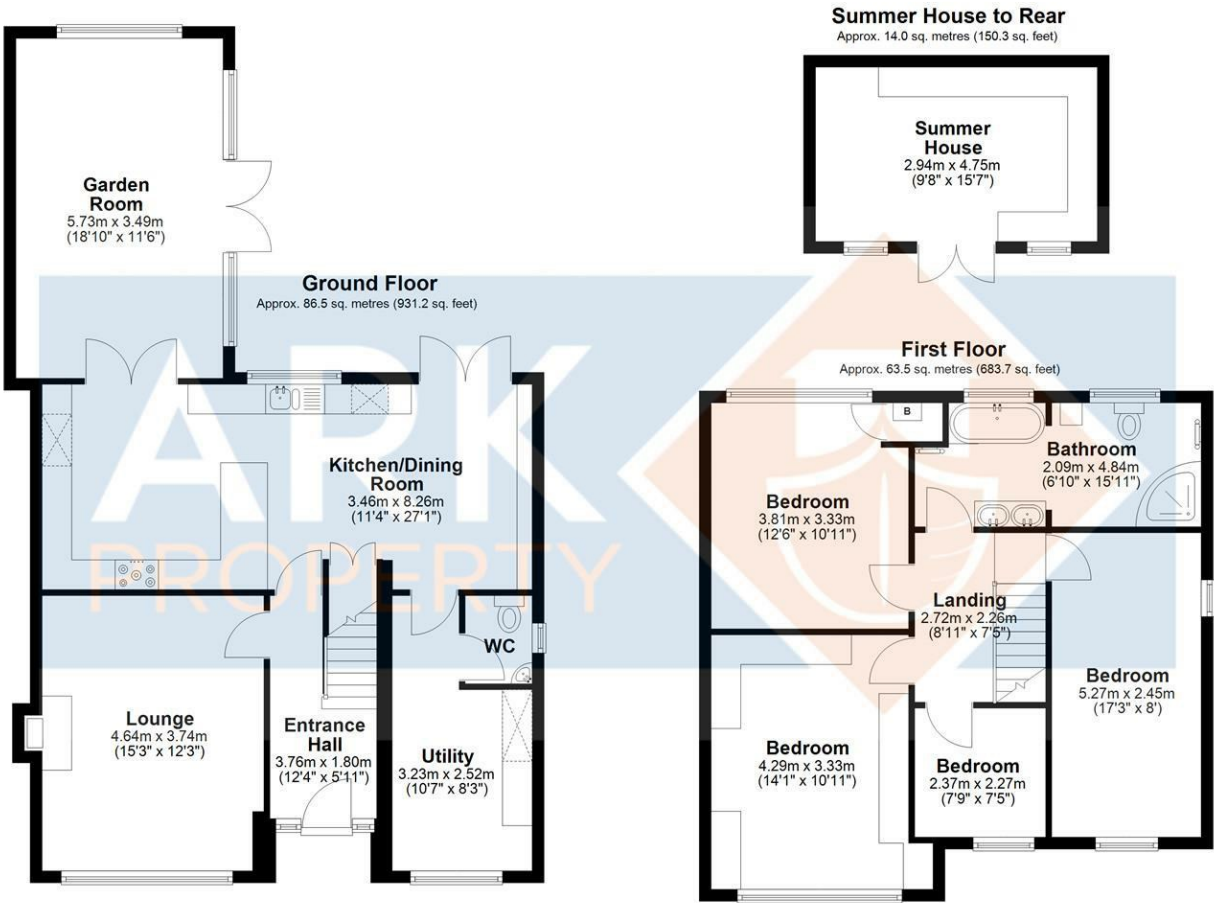 Summer House to Rear
Approx. 14.0 sq. metres (150.3 sq. feet)
Summer
House
2.94m x 4.75m
(9'8" x 15'7")
Garden
Room
5.73m x 3.49m
(18'10" x 11'6")
Ground Floor
Approx. 86.5 sq. metres (931.2 sq. feet)
Kitchen/Dining
Room
3.46m x 8.26m
(11'4" x 27'1")
WC
Lounge
4.64m x 3.74m
(15'3" x 12'3")
Entrance
Hall
3.76m x 1.80m
(12'4" x 5'11")
Utility
3.23m x 2.52m
(10'7" x 8'3")
First Floor
Approx. 63.5 sq. metres (683.7 sq. feet)
B
Bathroom
2.09m x 4.84m
(6'10" x 15'11")
Bedroom
3.81m x 3.33m
(12'6" x 10'11")
Landing
2.72m x 2.26m
(8'11" x 7'5")
Bedroom
5.27m x 2.45m
(17'3" x 8')
Bedroom
4.29m x 3.33m
(14'1" x 10'11")
Bedroom
2.37m x 2.27m
(7'9" x 7'5")
ARK
PROPERTY